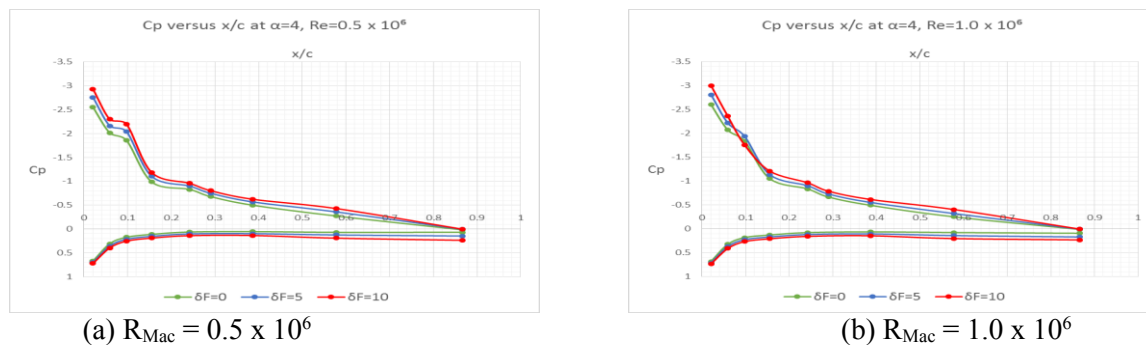 Cp versus x/c at α=4, Re=0.5 x 10⁶
x/c
-3.5
-3
-2.5
-2
-1.5
-1
-0.5
0
0.5
1
Cp
0 0.1 0.2 0.3 0.4 0.5 0.6 0.7 0.8 0.9 1
δF=0 δF=5 δF=10
(a) R_Mac = 0.5 x 10⁶
Cp versus x/c at α=4, Re=1.0 x 10⁶
x/c
-3.5
-3
-2.5
-2
-1.5
-1
-0.5
0
0.5
1
Cp
0 0.1 0.2 0.3 0.4 0.5 0.6 0.7 0.8 0.9 1
δF=0 δF=5 δF=10
(b) R_Mac = 1.0 x 10⁶